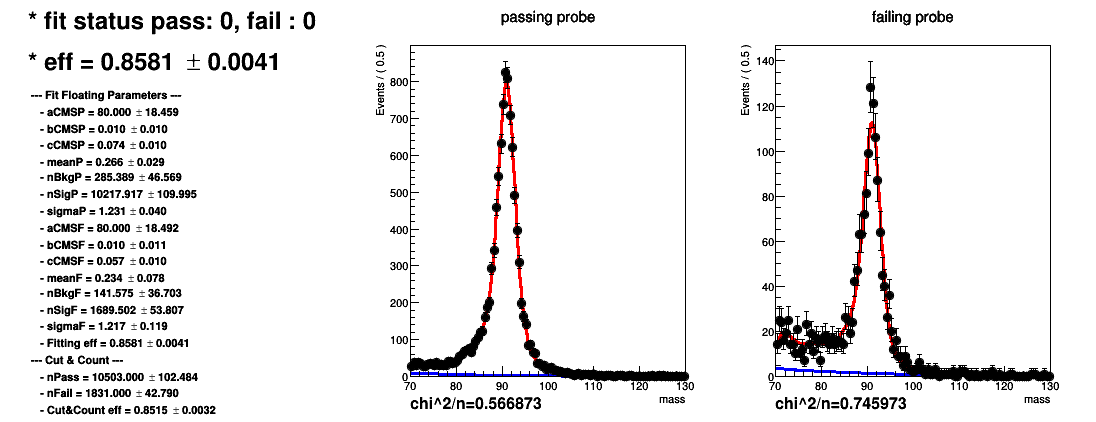 * fit status pass: 0, fail : 0
* eff = 0.8581 ± 0.0041
--- Fit Floating Parameters ---
- aCMSP = 80.000 ± 18.459
- bCMSP = 0.010 ± 0.010
- cCMSP = 0.074 ± 0.010
- meanP = 0.266 ± 0.029
- nBkgP = 285.389 ± 46.569
- nSigP = 10217.917 ± 109.995
- sigmaP = 1.231 ± 0.040
- aCMSF = 80.000 ± 18.492
- bCMSF = 0.010 ± 0.011
- cCMSF = 0.057 ± 0.010
- meanF = 0.234 ± 0.078
- nBkgF = 141.575 ± 36.703
- nSigF = 1689.502 ± 53.807
- sigmaF = 1.217 ± 0.119
- Fitting eff = 0.8581 ± 0.0041
--- Cut & Count ---
- nPass = 10503.000 ± 102.484
- nFail = 1831.000 ± 42.790
- Cut&Count eff = 0.8515 ± 0.0032
passing probe
Events / ( 0.5 )
800
700
600
500
400
300
200
100
0
70 80 90 100 110 120 130
mass
chi^2/n=0.566873
failing probe
Events / ( 0.5 )
140
120
100
80
60
40
20
0
70 80 90 100 110 120 130
mass
chi^2/n=0.745973